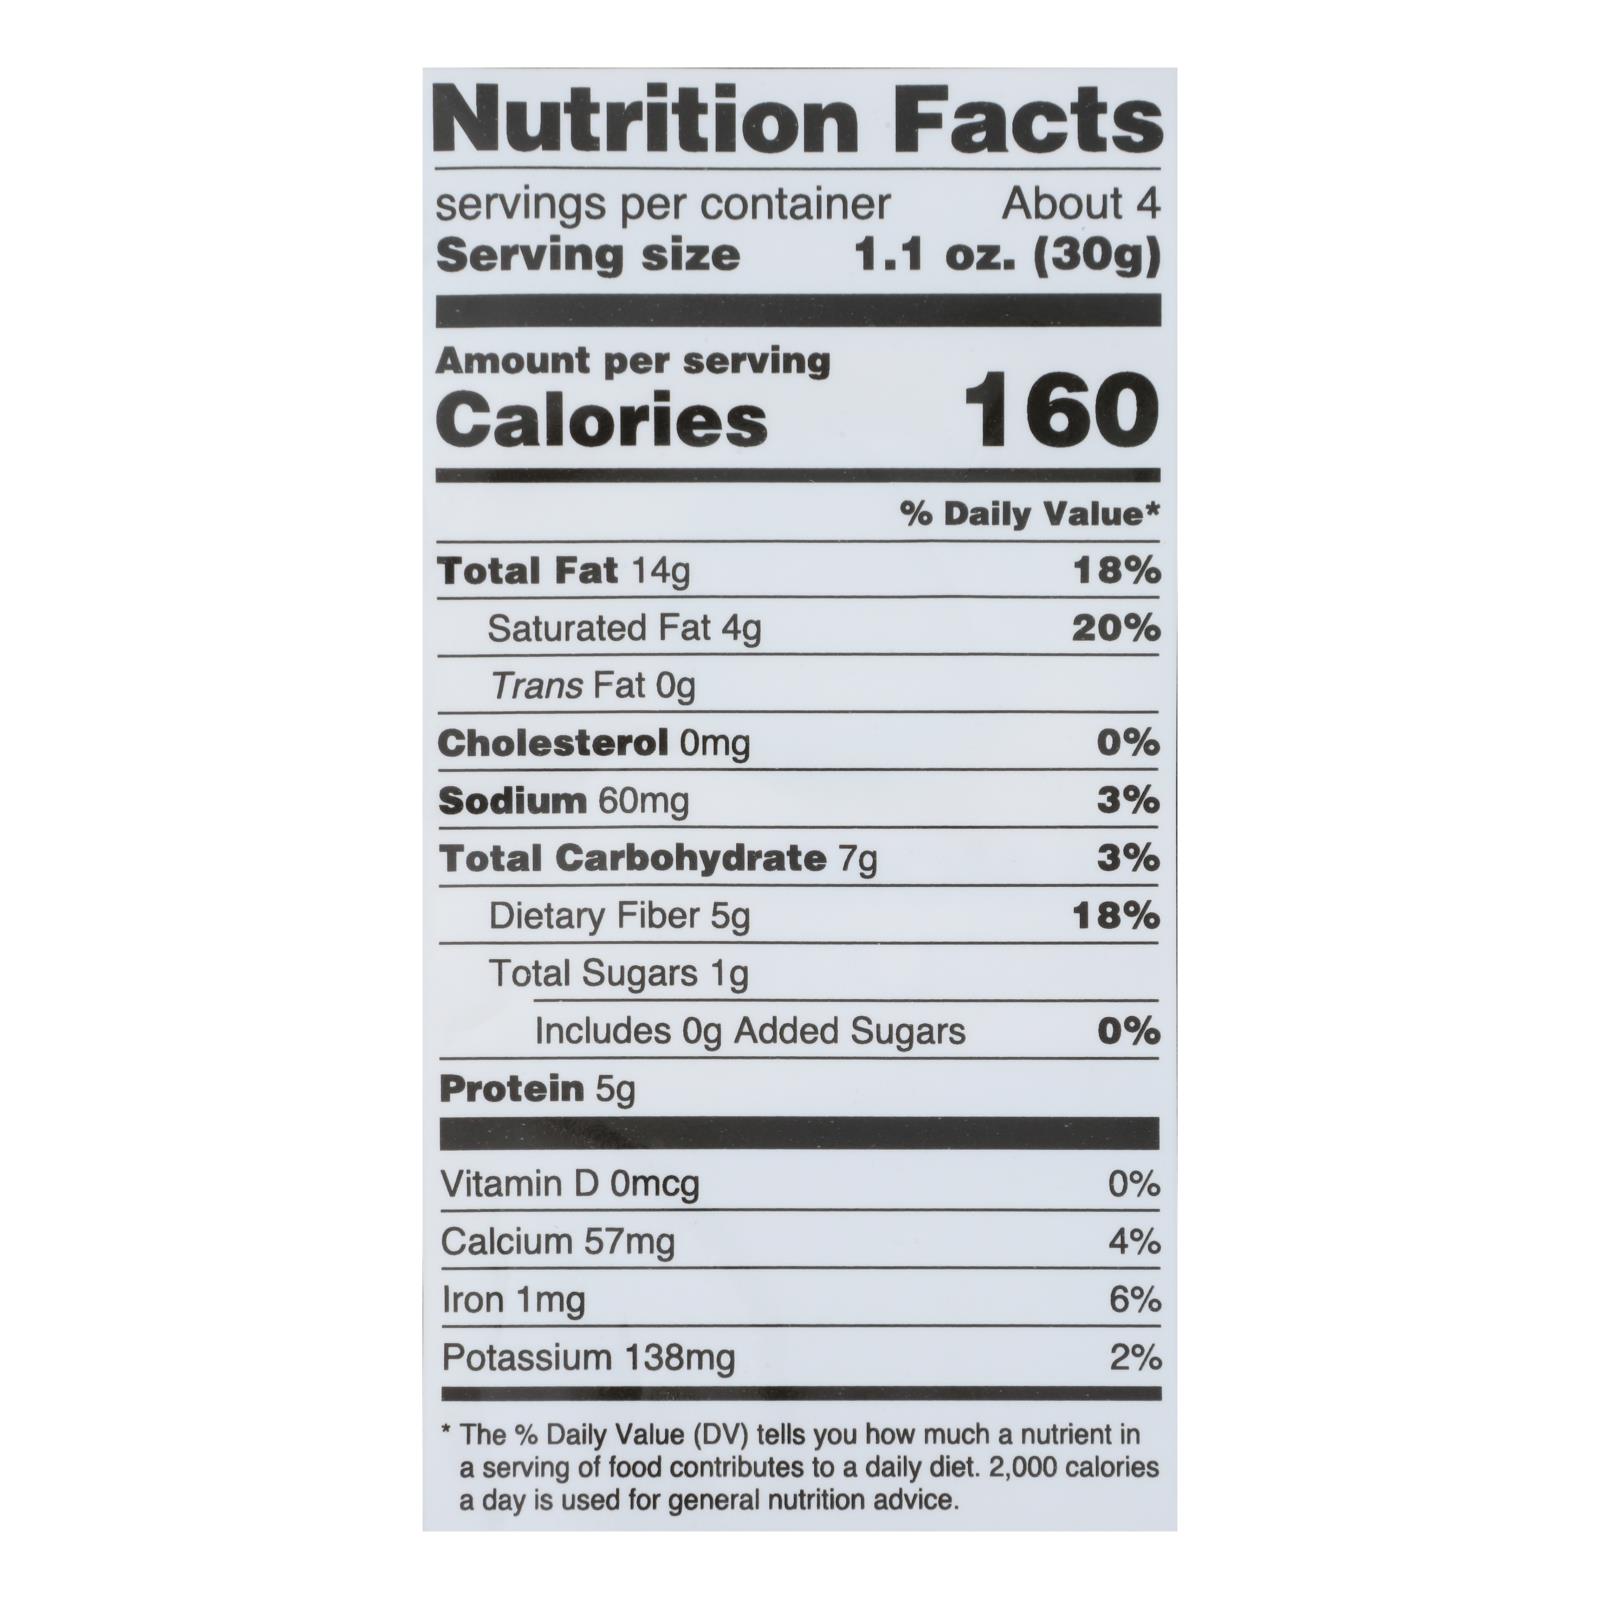 Nutrition Facts
servings per container About 4
Serving size 1.1 oz. (30g)
Amount per serving
Calories 160
% Daily Value*
Total Fat 14g 18%
Saturated Fat 4g 20%
Trans Fat 0g
Cholesterol 0mg 0%
Sodium 60mg 3%
Total Carbohydrate 7g 3%
Dietary Fiber 5g 18%
Total Sugars 1g
Includes 0g Added Sugars 0%
Protein 5g
Vitamin D 0mcg 0%
Calcium 57mg 4%
Iron 1mg 6%
Potassium 138mg 2%
* The % Daily Value (DV) tells you how much a nutrient in
a serving of food contributes to a daily diet. 2,000 calories
a day is used for general nutrition advice.